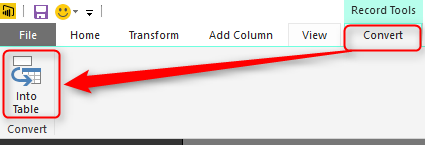 Record Tools
File Home Transform Add Column View Convert
Into
Table
Convert